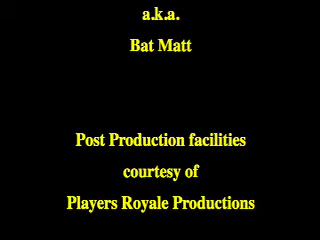 a.k.a.
Bat Matt
Post Production facilities
courtesy of
Players Royale Productions